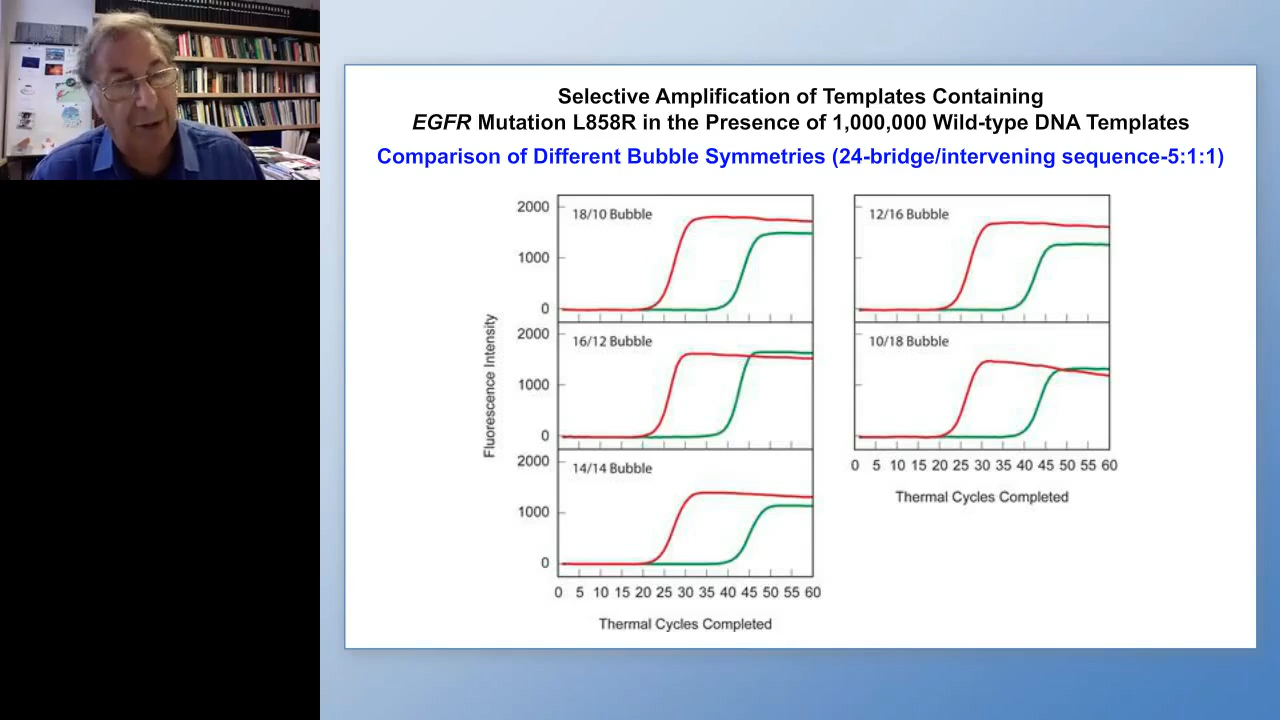 Selective Amplification of Templates Containing
EGFR Mutation L858R in the Presence of 1,000,000 Wild-type DNA Templates
Comparison of Different Bubble Symmetries (24-bridge/intervening sequence-5:1:1)
Fluorescence Intensity
2000
18/10 Bubble
1000
0
2000
16/12 Bubble
1000
0
2000
14/14 Bubble
1000
0
0 5 10 15 20 25 30 35 40 45 50 55 60
Thermal Cycles Completed
12/16 Bubble
10/18 Bubble
0 5 10 15 20 25 30 35 40 45 50 55 60
Thermal Cycles Completed